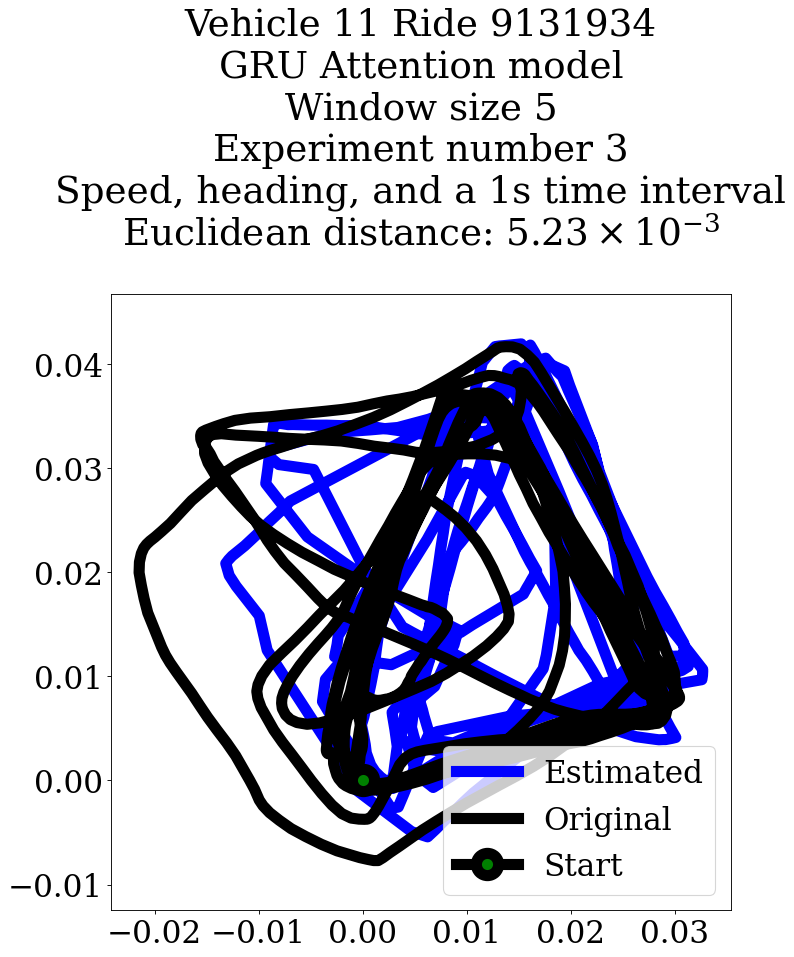 Vehicle 11 Ride 9131934
GRU Attention model
Window size 5
Experiment number 3
Speed, heading, and a 1s time interval
Euclidean distance: 5.23 × 10⁻³
0.04
0.03
0.02
0.01
0.00
−0.01
Estimated
Original
Start
−0.02 −0.01 0.00 0.01 0.02 0.03